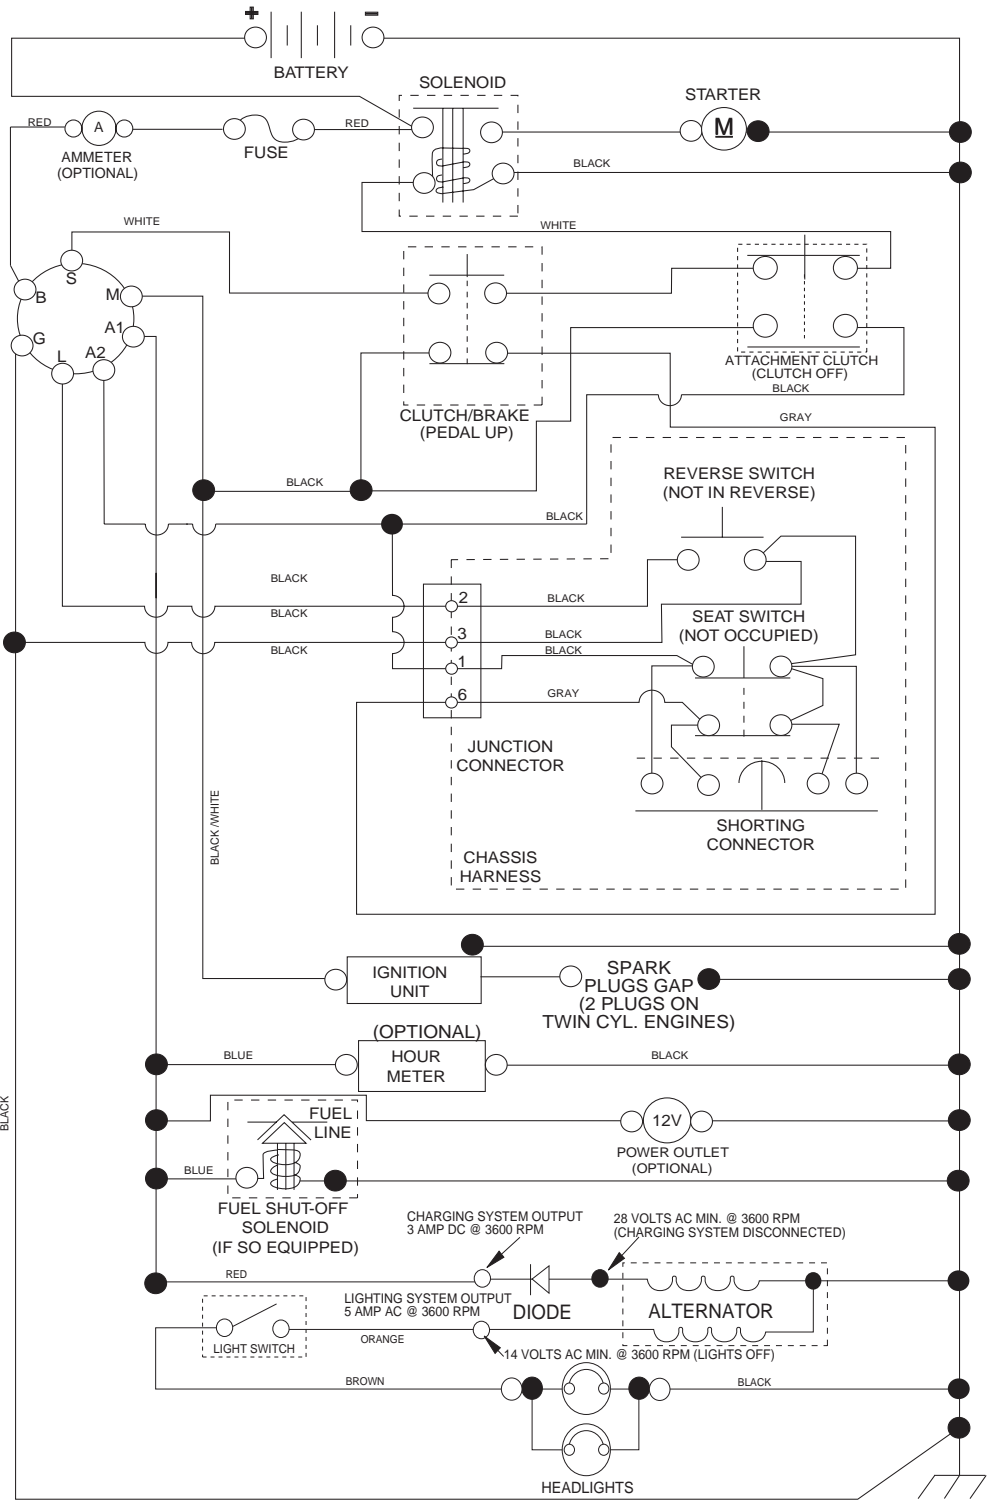 + −
BATTERY
SOLENOID
STARTER
RED
A
RED
M
AMMETER
(OPTIONAL)
FUSE
BLACK
WHITE
WHITE
S
B
M
G
A1
L
A2
ATTACHMENT CLUTCH
(CLUTCH OFF)
BLACK
CLUTCH/BRAKE
(PEDAL UP)
GRAY
REVERSE SWITCH
(NOT IN REVERSE)
BLACK
BLACK
BLACK
2
BLACK
BLACK
SEAT SWITCH
(NOT OCCUPIED)
3
BLACK
BLACK
BLACK
1
6
GRAY
JUNCTION
CONNECTOR
BLACK /WHITE
SHORTING
CONNECTOR
CHASSIS
HARNESS
IGNITION
UNIT
SPARK
PLUGS GAP
(2 PLUGS ON
TWIN CYL. ENGINES)
(OPTIONAL)
HOUR
METER
BLUE
BLACK
BLACK
FUEL
LINE
12V
POWER OUTLET
(OPTIONAL)
BLUE
FUEL SHUT-OFF
SOLENOID
(IF SO EQUIPPED)
CHARGING SYSTEM OUTPUT
3 AMP DC @ 3600 RPM
28 VOLTS AC MIN. @ 3600 RPM
(CHARGING SYSTEM DISCONNECTED)
RED
LIGHTING SYSTEM OUTPUT
5 AMP AC @ 3600 RPM
DIODE
ALTERNATOR
LIGHT SWITCH
ORANGE
14 VOLTS AC MIN. @ 3600 RPM (LIGHTS OFF)
BROWN
BLACK
HEADLIGHTS